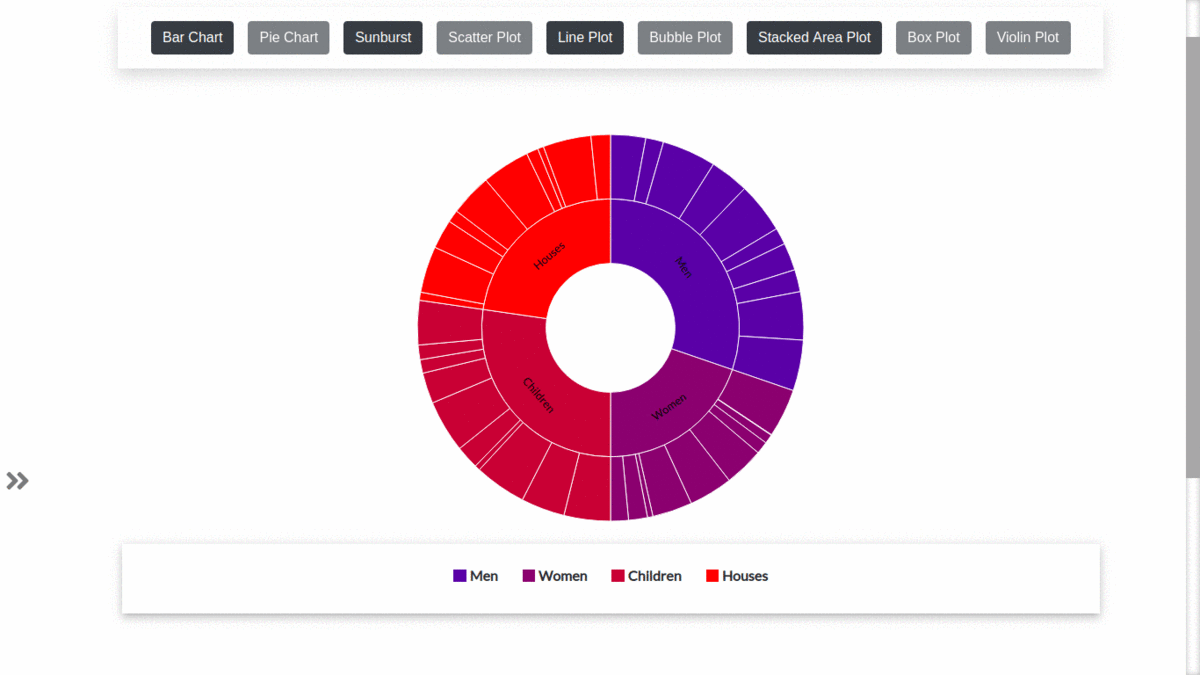 Bar Chart Pie Chart Sunburst Scatter Plot Line Plot Bubble Plot Stacked Area Plot Box Plot Violin Plot
Houses
Men
Children
Women
Men Women Children Houses